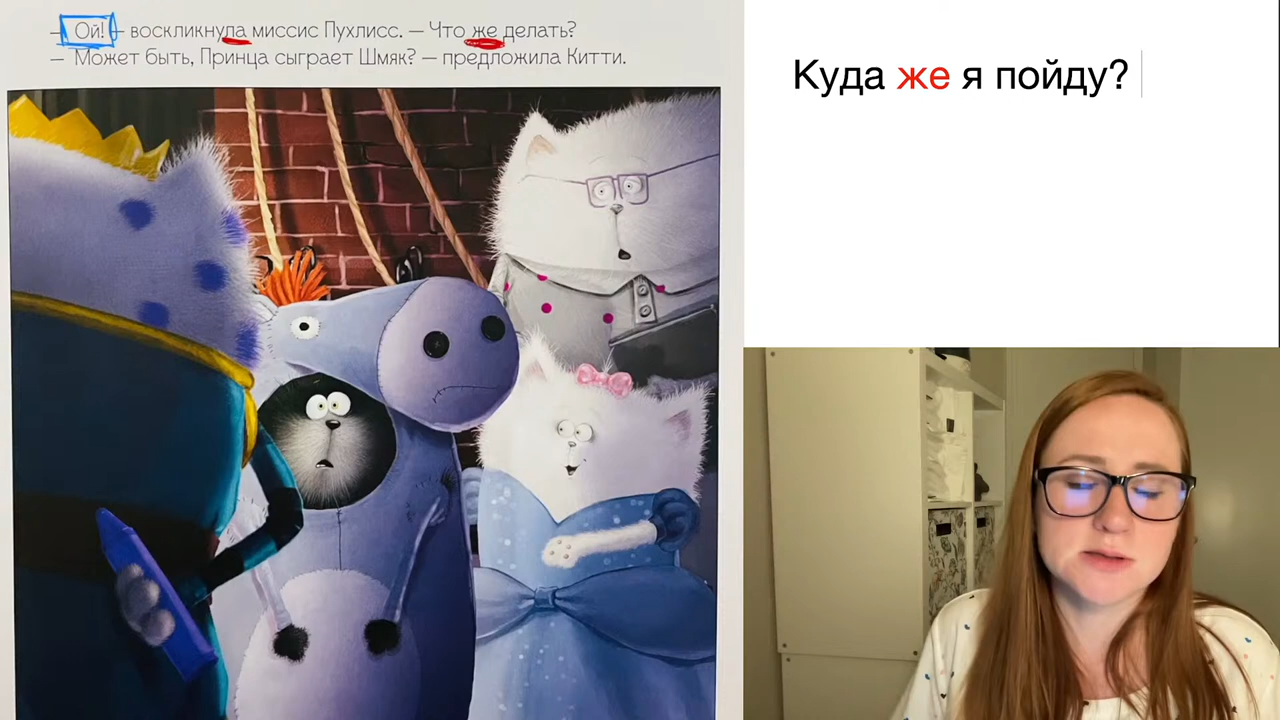 — Ой! — воскликнула миссис Пухлисс. — Что же делать?
— Может быть, Принца сыграет Шмяк? — предложила Китти.
Куда же я пойду?